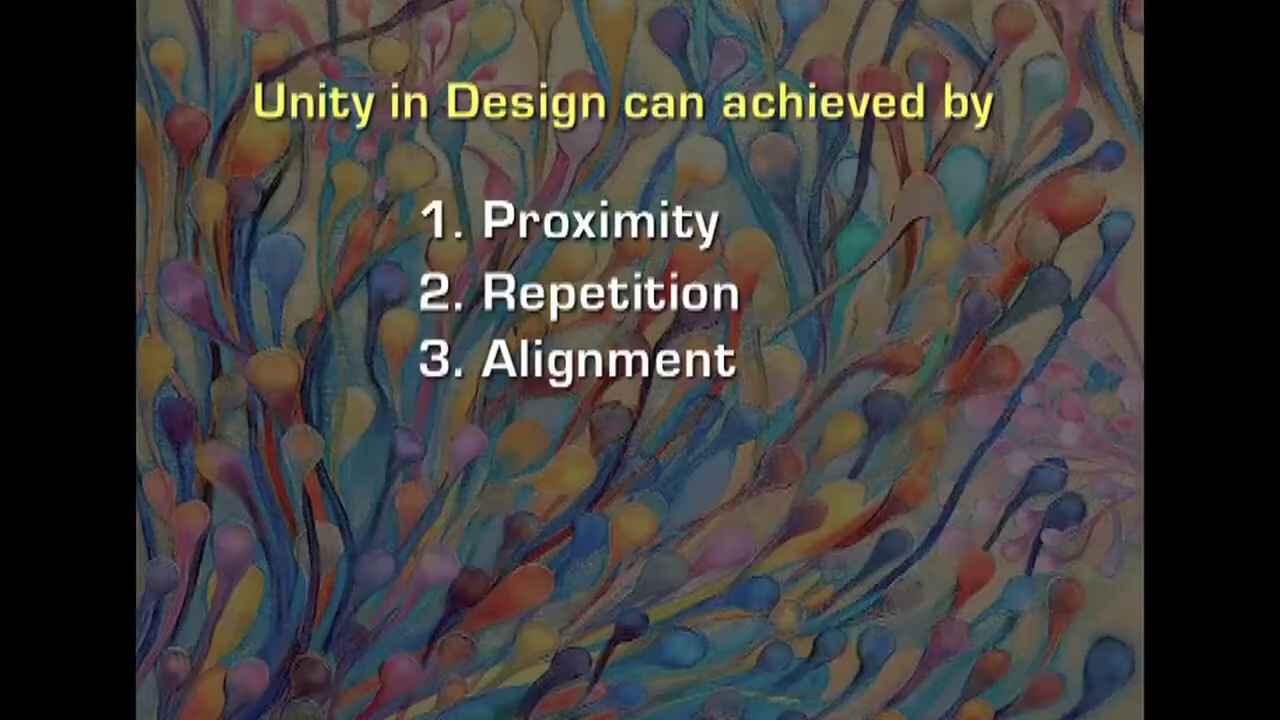 Unity in Design can achieved by
1. Proximity
2. Repetition
3. Alignment